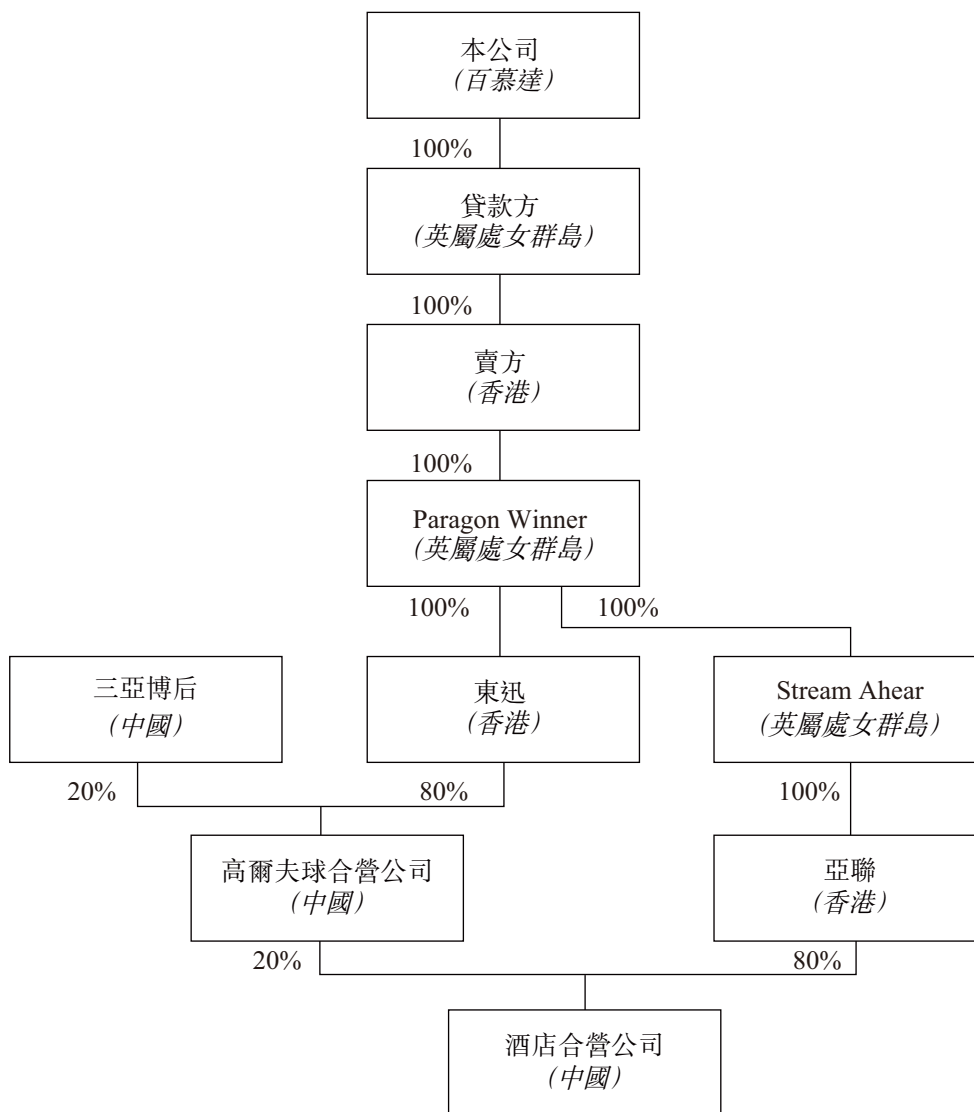 本公司
(百慕達)
100%
貸款方
(英屬處女群島)
100%
賣方
(香港)
100%
Paragon Winner
(英屬處女群島)
100%
100%
三亞博后
(中國)
東迅
(香港)
Stream Ahear
(英屬處女群島)
20%
80%
100%
高爾夫球合營公司
(中國)
亞聯
(香港)
20%
80%
酒店合營公司
(中國)